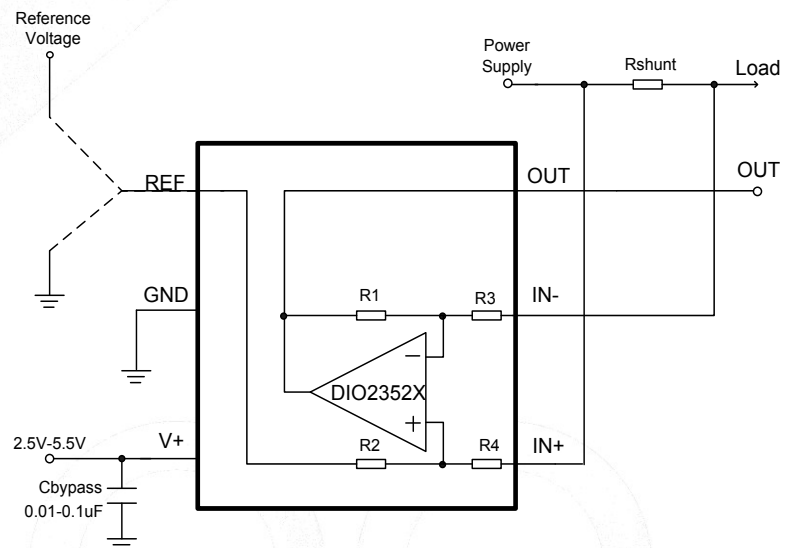 Reference
Voltage
Power
Supply
Rshunt
Load
REF
OUT
OUT
GND
R1
R3
IN-
−
DIO2352X
+
2.5V-5.5V
V+
R2
R4
IN+
Cbypass
0.01-0.1uF